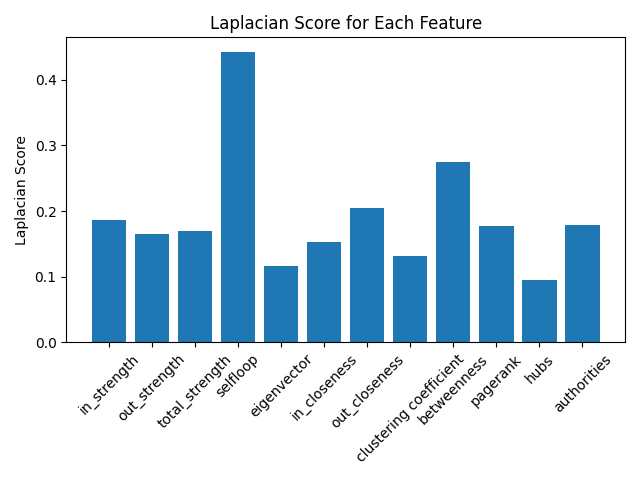 Laplacian Score for Each Feature
Laplacian Score
0.4
0.3
0.2
0.1
0.0
in_strength
out_strength
total_strength
selfloop
eigenvector
in_closeness
out_closeness
clustering coefficient
betweenness
pagerank
hubs
authorities